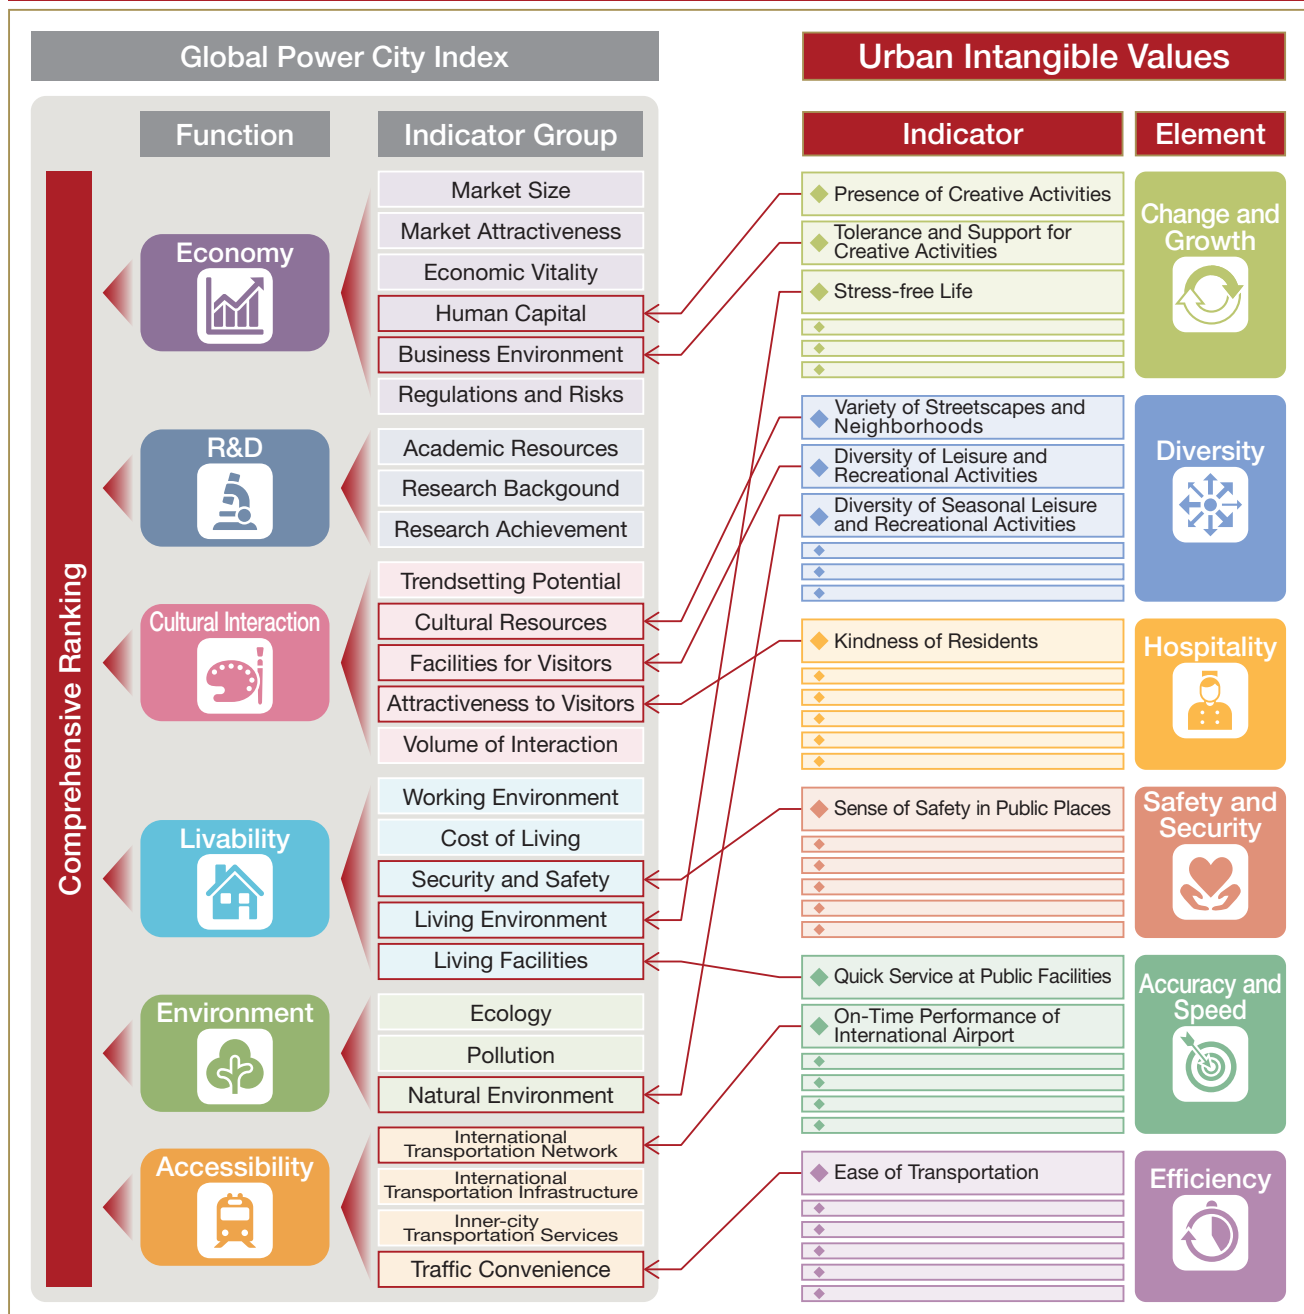 Global Power City Index
Urban Intangible Values
Function
Indicator Group
Indicator
Element
Comprehensive Ranking
Economy
Market Size
Market Attractiveness
Economic Vitality
Human Capital
Business Environment
Regulations and Risks
R&D
Academic Resources
Research Backgound
Research Achievement
Cultural Interaction
Trendsetting Potential
Cultural Resources
Facilities for Visitors
Attractiveness to Visitors
Volume of Interaction
Livability
Working Environment
Cost of Living
Security and Safety
Living Environment
Living Facilities
Environment
Ecology
Pollution
Natural Environment
Accessibility
International
Transportation Network
International
Transportation Infrastructure
Inner-city
Transportation Services
Traffic Convenience
Presence of Creative Activities
Tolerance and Support for
Creative Activities
Stress-free Life
Change and
Growth
Variety of Streetscapes and
Neighborhoods
Diversity of Leisure and
Recreational Activities
Diversity of Seasonal Leisure
and Recreational Activities
Diversity
Kindness of Residents
Hospitality
Sense of Safety in Public Places
Safety and
Security
Quick Service at Public Facilities
On-Time Performance of
International Airport
Accuracy and
Speed
Ease of Transportation
Efficiency